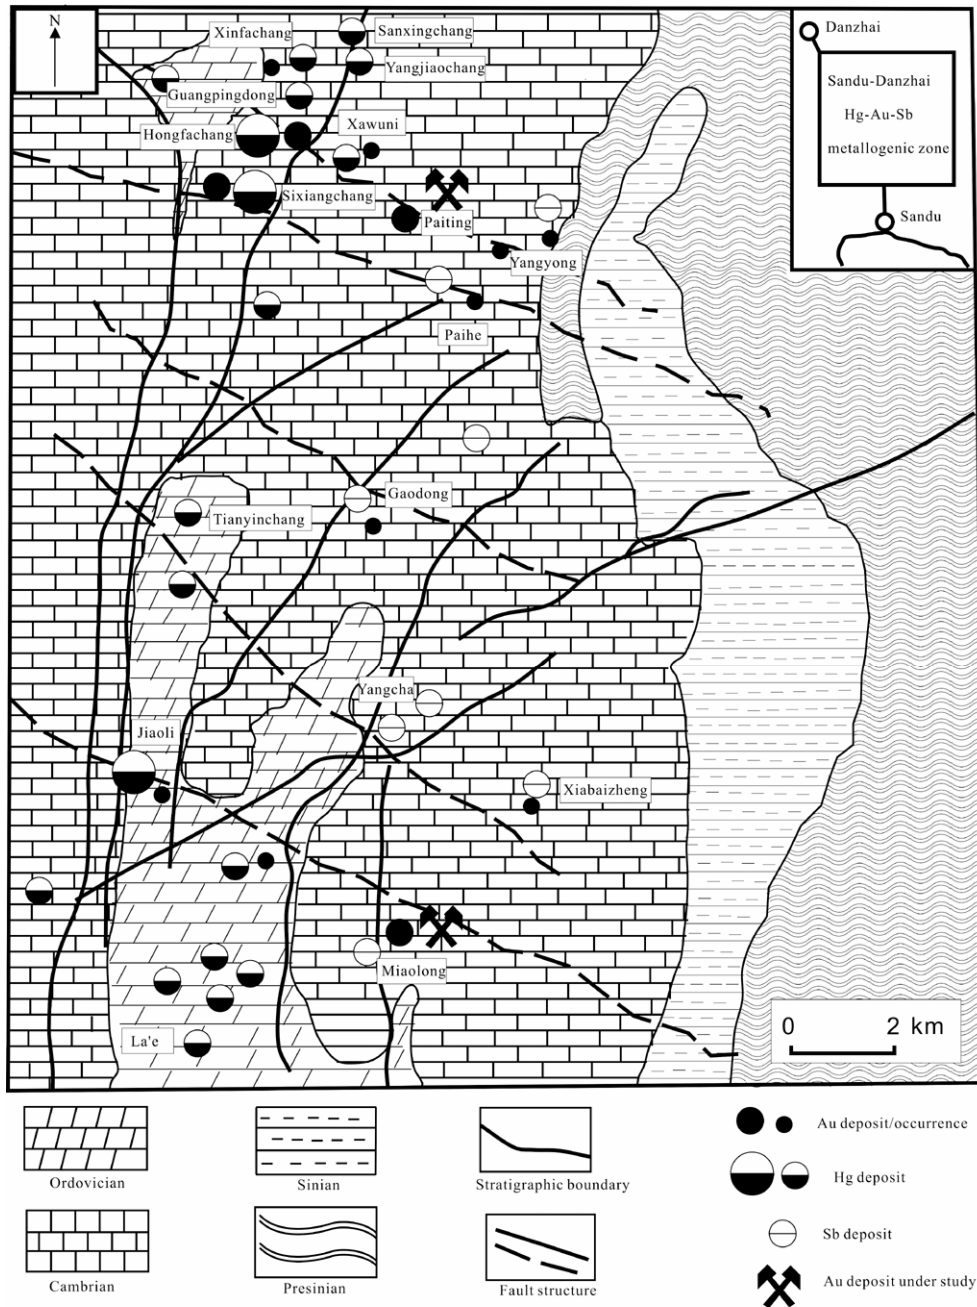 N
Xinfachang
Sanxingchang
Danzhai
Yangjiaochang
Guangpingdong
Sandu-Danzhai
Hg-Au-Sb
metallogenic zone
Hongfachang
Xawuni
Sixiangchang
Paiting
Sandu
Yangyong
Paihe
Gaodong
Tianyinchang
Yangcha
Jiaoli
Xiabaizheng
Miaolong
La'e
0 2 km
Ordovician
Sinian
Stratigraphic boundary
Au deposit/occurrence
Hg deposit
Sb deposit
Cambrian
Presinian
Fault structure
Au deposit under study